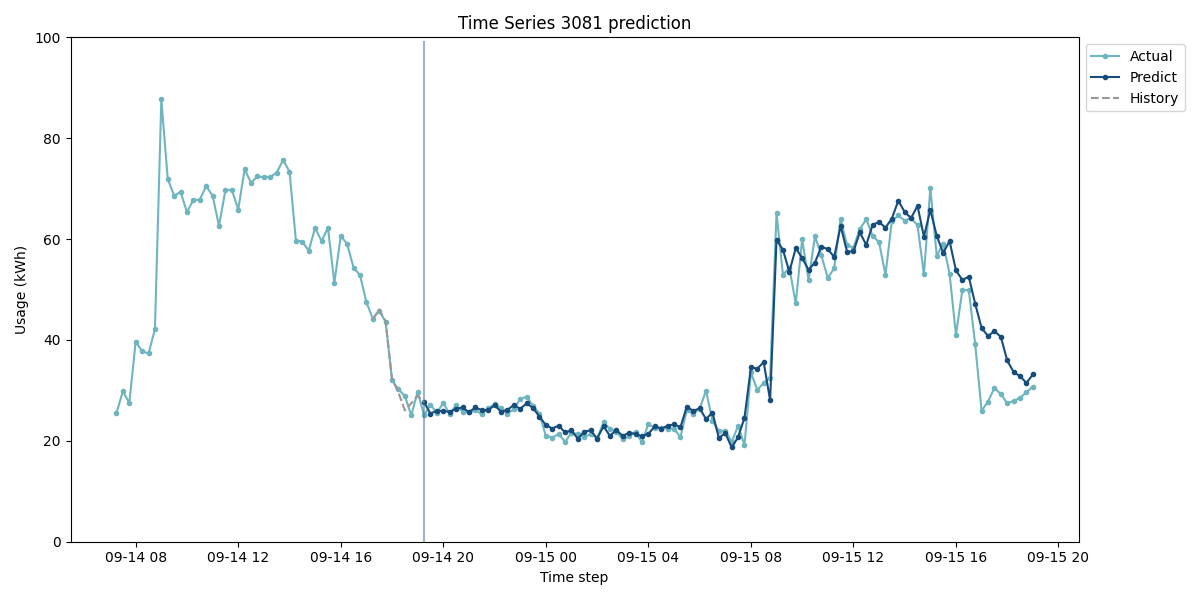 Time Series 3081 prediction
Usage (kWh)
100
80
60
40
20
0
09-14 08
09-14 12
09-14 16
09-14 20
09-15 00
09-15 04
09-15 08
09-15 12
09-15 16
09-15 20
Time step
Actual
Predict
History